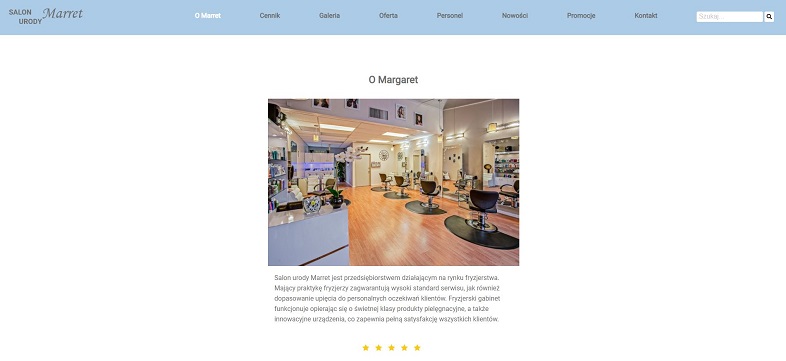 SALON Marret
URODY
O Marret Cennik Galeria Oferta Personel Nowości Promocje Kontakt
Szukaj...
O Margaret
Salon urody Marret jest przedsiębiorstwem działającym na rynku fryzjerstwa.
Mający praktykę fryzjerzy zagwarantują wysoki standard serwisu, jak również
dopasowanie upięcia do personalnych oczekiwań klientów. Fryzjerski gabinet
funkcjonuje opierając się o świetnej klasy produkty pielęgnacyjne, a także
innowacyjne urządzenia, co zapewnia pełną satysfakcję wszystkich klientów.